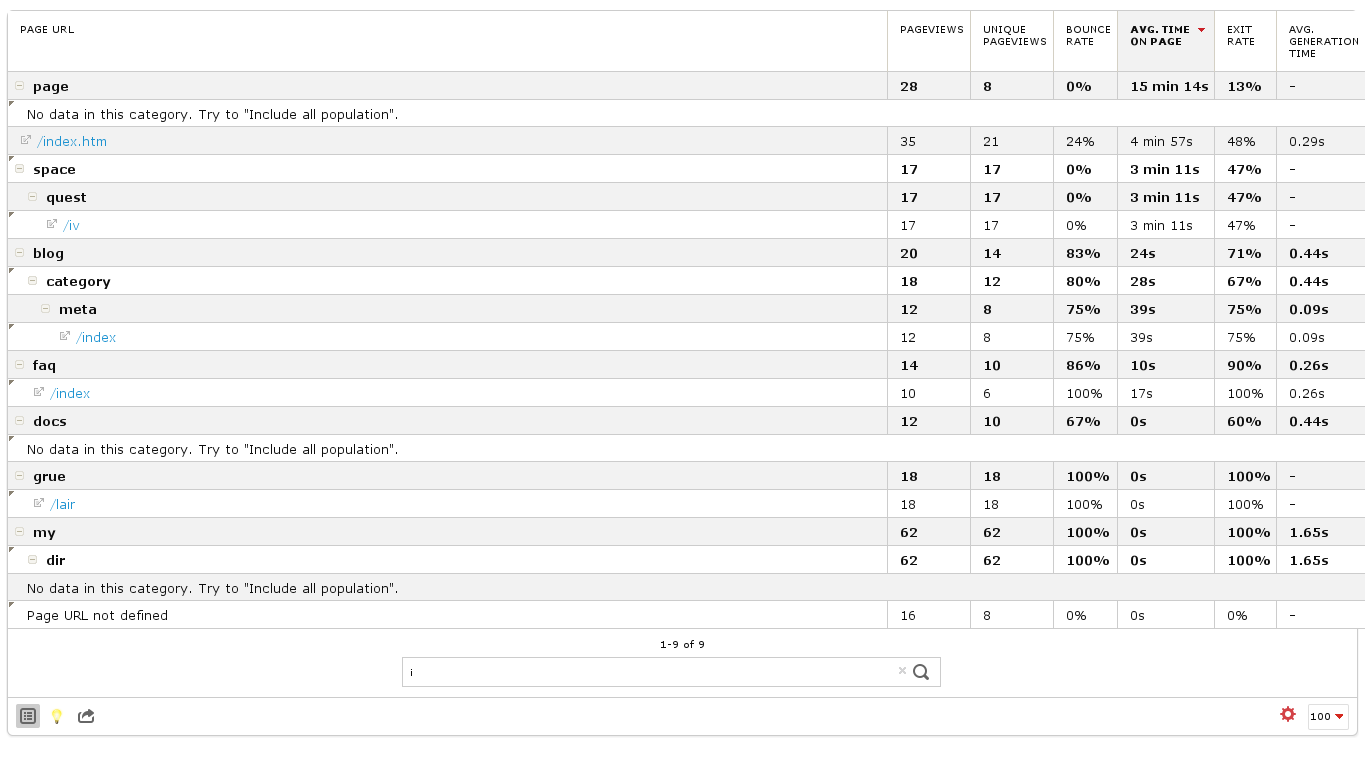 PAGE URL PAGEVIEWS UNIQUE PAGEVIEWS BOUNCE RATE AVG. TIME ON PAGE EXIT RATE AVG. GENERATION TIME
page 28 8 0% 15 min 14s 13% -
No data in this category. Try to "Include all population".
/index.htm 35 21 24% 4 min 57s 48% 0.29s
space 17 17 0% 3 min 11s 47% -
quest 17 17 0% 3 min 11s 47% -
/iv 17 17 0% 3 min 11s 47% -
blog 20 14 83% 24s 71% 0.44s
category 18 12 80% 28s 67% 0.44s
meta 12 8 75% 39s 75% 0.09s
/index 12 8 75% 39s 75% 0.09s
faq 14 10 86% 10s 90% 0.26s
/index 10 6 100% 17s 100% 0.26s
docs 12 10 67% 0s 60% 0.44s
No data in this category. Try to "Include all population".
grue 18 18 100% 0s 100% -
/lair 18 18 100% 0s 100% -
my 62 62 100% 0s 100% 1.65s
dir 62 62 100% 0s 100% 1.65s
No data in this category. Try to "Include all population".
Page URL not defined 16 8 0% 0s 0% -
1-9 of 9
i
100